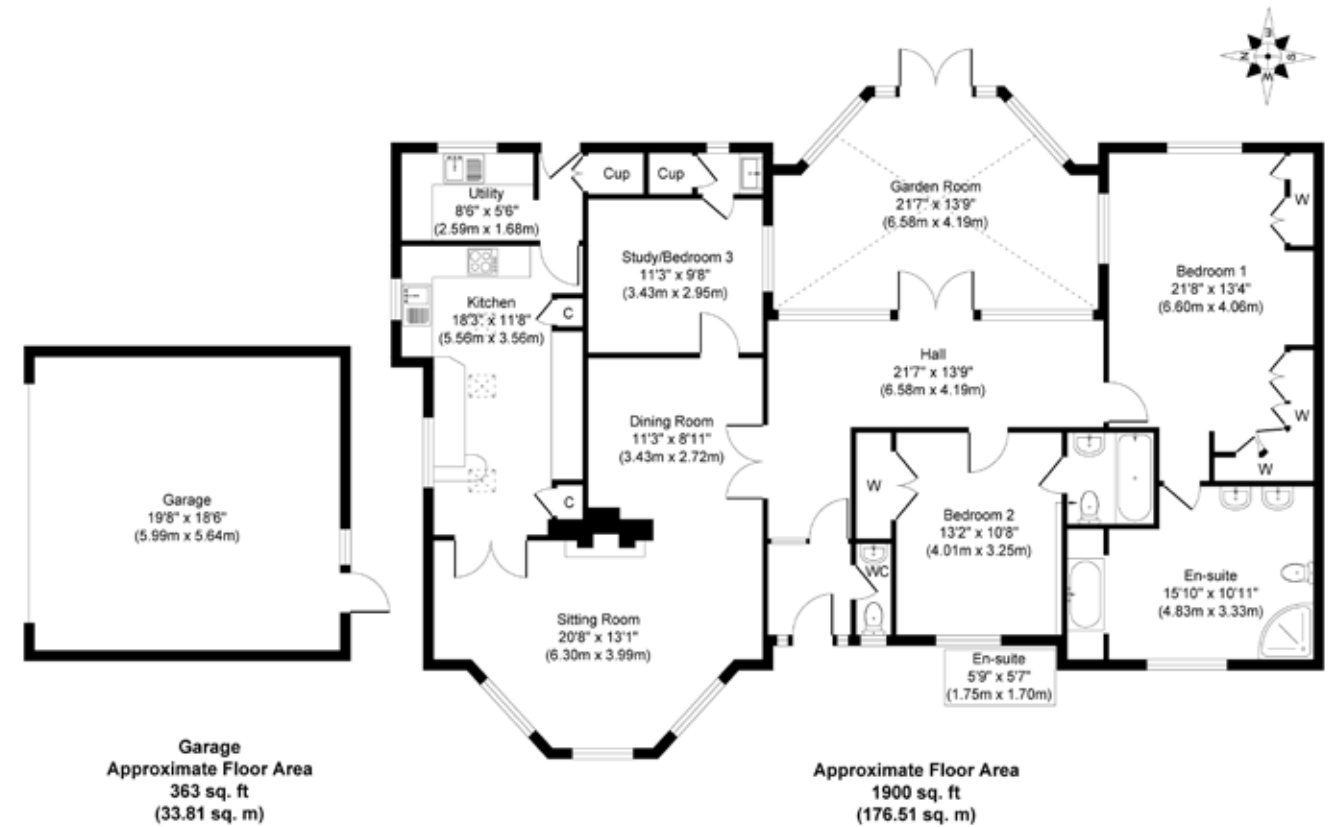 E
N
S
W
Cup
Cup
Utility
8'6" x 5'6"
(2.59m x 1.68m)
Garden Room
21'7" x 13'9"
(6.58m x 4.19m)
W
Study/Bedroom 3
11'3" x 9'8"
(3.43m x 2.95m)
Bedroom 1
21'8" x 13'4"
(6.60m x 4.06m)
Kitchen
18'3" x 11'8"
(5.56m x 3.56m)
C
Hall
21'7" x 13'9"
(6.58m x 4.19m)
Dining Room
11'3" x 8'11"
(3.43m x 2.72m)
W
W
W
C
Garage
19'8" x 18'6"
(5.99m x 5.64m)
Bedroom 2
13'2" x 10'8"
(4.01m x 3.25m)
WC
En-suite
15'10" x 10'11"
(4.83m x 3.33m)
Sitting Room
20'8" x 13'1"
(6.30m x 3.99m)
En-suite
5'9" x 5'7"
(1.75m x 1.70m)
Garage
Approximate Floor Area
363 sq. ft
(33.81 sq. m)
Approximate Floor Area
1900 sq. ft
(176.51 sq. m)